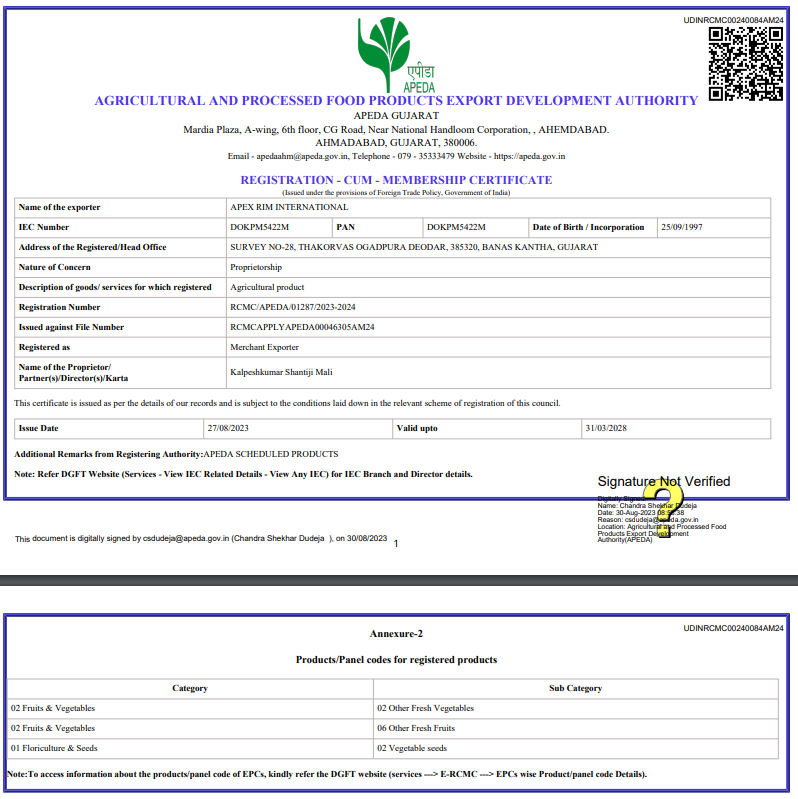 UDINRCMC00240084AM24
एपीडा
APEDA
AGRICULTURAL AND PROCESSED FOOD PRODUCTS EXPORT DEVELOPMENT AUTHORITY
APEDA GUJARAT
Mardia Plaza, A-wing, 6th floor, CG Road, Near National Handloom Corporation, , AHEMDABAD.
AHMADABAD, GUJARAT, 380006.
Email - apedaahm@apeda.gov.in, Telephone - 079 - 35333479 Website - https://apeda.gov.in
REGISTRATION - CUM - MEMBERSHIP CERTIFICATE
(Issued under the provisions of Foreign Trade Policy, Government of India)
Name of the exporter APEX RIM INTERNATIONAL
IEC Number DOKPM5422M PAN DOKPM5422M Date of Birth / Incorporation 25/09/1997
Address of the Registered/Head Office SURVEY NO-28, THAKORVAS OGADPURA DEODAR, 385320, BANAS KANTHA, GUJARAT
Nature of Concern Proprietorship
Description of goods/ services for which registered Agricultural product
Registration Number RCMC/APEDA/01287/2023-2024
Issued against File Number RCMCAPPLYAPEDA00046305AM24
Registered as Merchant Exporter
Name of the Proprietor/
Partner(s)/Director(s)/Karta Kalpeshkumar Shantiji Mali
This certificate is issued as per the details of our records and is subject to the conditions laid down in the relevant scheme of registration of this council.
Issue Date 27/08/2023 Valid upto 31/03/2028
Additional Remarks from Registering Authority:APEDA SCHEDULED PRODUCTS
Note: Refer DGFT Website (Services - View IEC Related Details - View Any IEC) for IEC Branch and Director details.
Signature Not Verified
Digitally Signed
Name: Chandra Shekhar Dudeja
Date: 30-Aug-2023
Reason: csdudeja@apeda.gov.in
Location: Agricultural and Processed Food
Products Export Development
Authority(APEDA)
This document is digitally signed by csdudeja@apeda.gov.in (Chandra Shekhar Dudeja ), on 30/08/2023
1
UDINRCMC00240084AM24
Annexure-2
Products/Panel codes for registered products
Category Sub Category
02 Fruits & Vegetables 02 Other Fresh Vegetables
02 Fruits & Vegetables 06 Other Fresh Fruits
01 Floriculture & Seeds 02 Vegetable seeds
Note:To access information about the products/panel code of EPCs, kindly refer the DGFT website (services ---> E-RCMC ---> EPCs wise Product/panel code Details).